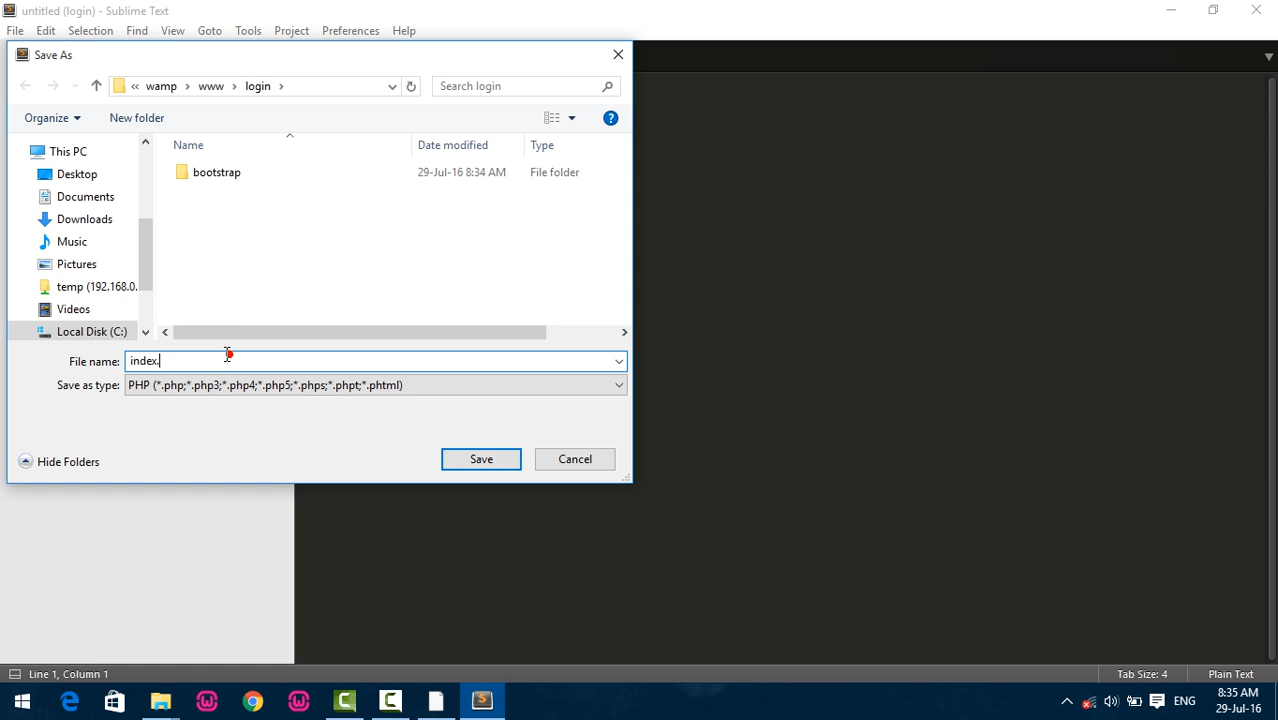 untitled (login) - Sublime Text
File Edit Selection Find View Goto Tools Project Preferences Help
Save As
« wamp › www › login ›
Search login
Organize New folder
Name Date modified Type
This PC
bootstrap 29-Jul-16 8:34 AM File folder
Desktop
Documents
Downloads
Music
Pictures
temp (192.168.0.
Videos
Local Disk (C:)
File name: index.
Save as type: PHP (*.php;*.php3;*.php4;*.php5;*.phps;*.phpt;*.phtml)
Hide Folders
Save Cancel
Line 1, Column 1
Tab Size: 4 Plain Text
ENG
8:35 AM
29-Jul-16